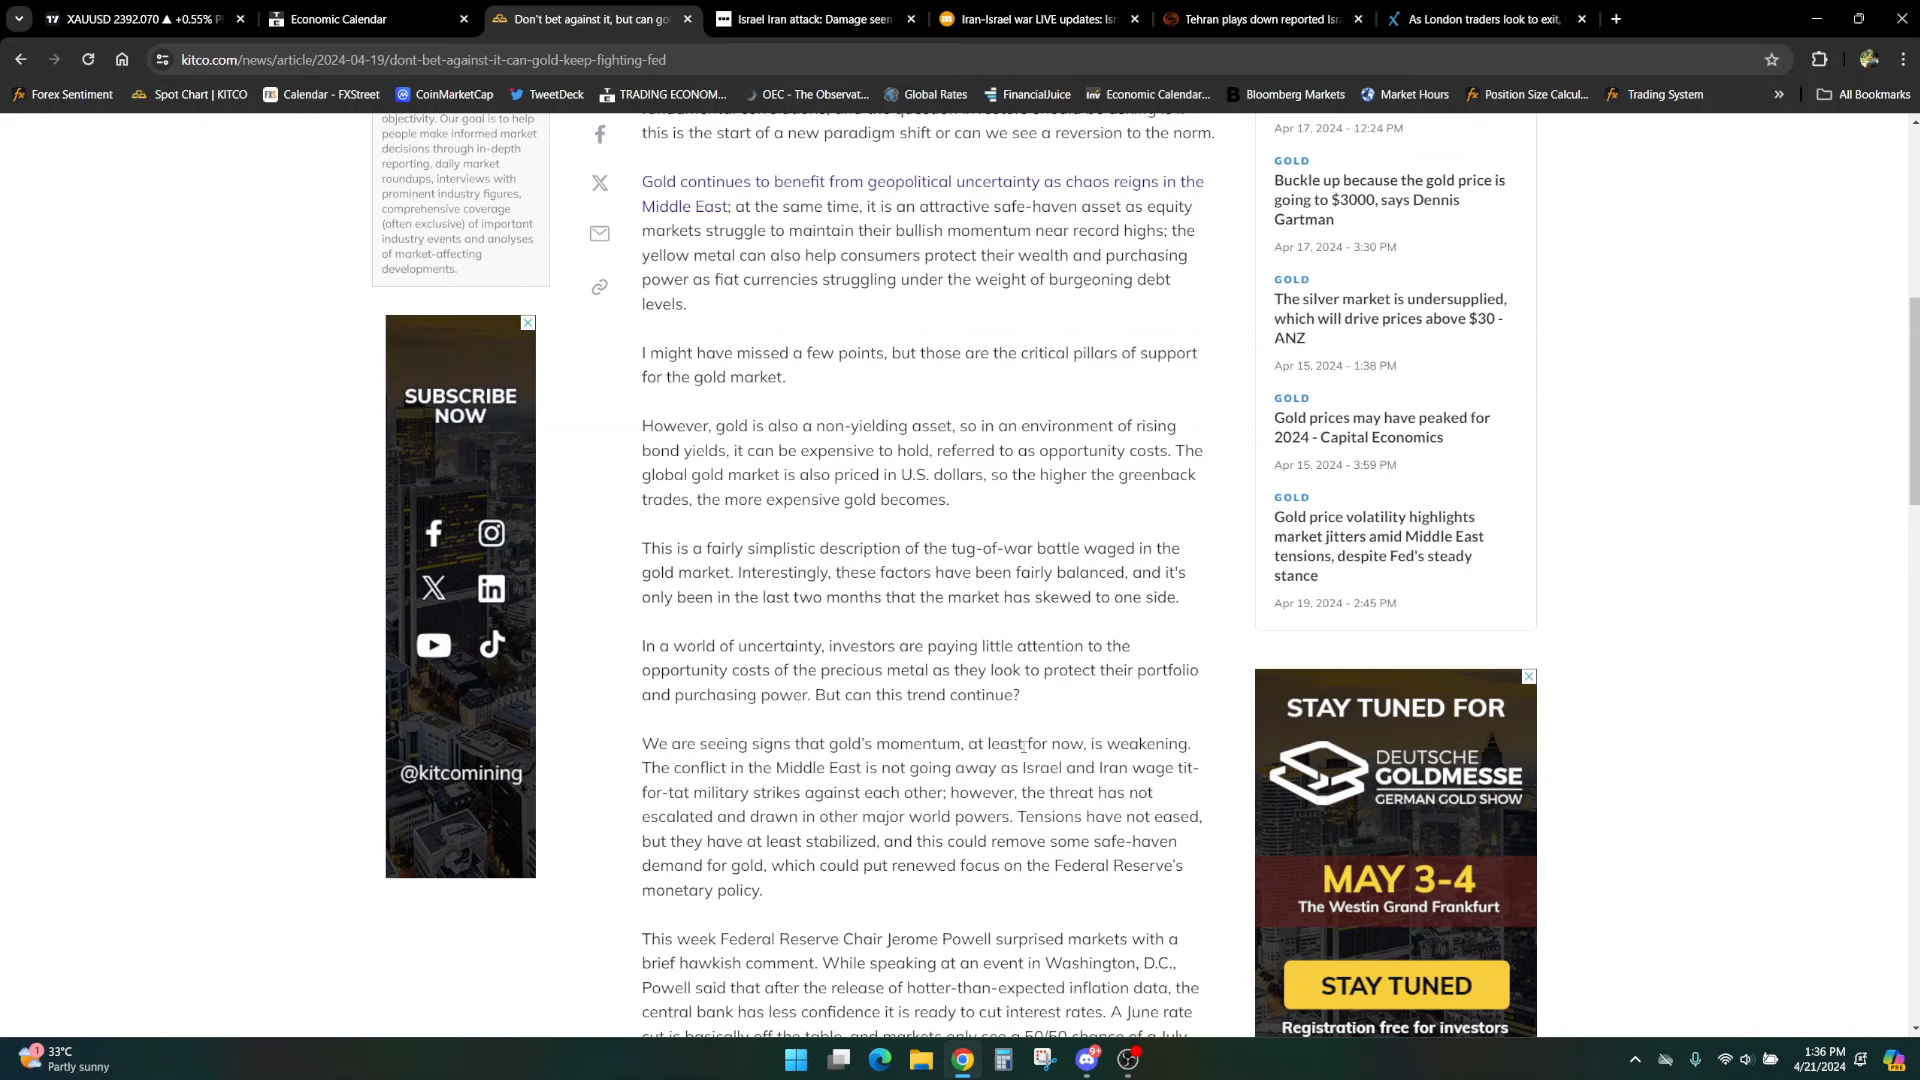 XAUUSD 2392.070 ▲ +0.55%
Economic Calendar
Don't bet against it, but can go
Israel Iran attack: Damage seen
Iran-Israel war LIVE updates: Isr
Tehran plays down reported Isra
As London traders look to exit,
kitco.com/news/article/2024-04-19/dont-bet-against-it-can-gold-keep-fighting-fed
Forex Sentiment
Spot Chart | KITCO
Calendar - FXStreet
CoinMarketCap
TweetDeck
TRADING ECONOM...
OEC - The Observat...
Global Rates
FinancialJuice
Economic Calendar...
Bloomberg Markets
Market Hours
Position Size Calcul...
Trading System
All Bookmarks
objectivity. Our goal is to help
people make informed market
decisions through in-depth
reporting, daily market
roundups, interviews with
prominent industry figures,
comprehensive coverage
(often exclusive) of important
industry events and analyses
of market-affecting
developments.
SUBSCRIBE
NOW
@kitcomining
this is the start of a new paradigm shift or can we see a reversion to the norm.
Gold continues to benefit from geopolitical uncertainty as chaos reigns in the
Middle East; at the same time, it is an attractive safe-haven asset as equity
markets struggle to maintain their bullish momentum near record highs; the
yellow metal can also help consumers protect their wealth and purchasing
power as fiat currencies struggling under the weight of burgeoning debt
levels.
I might have missed a few points, but those are the critical pillars of support
for the gold market.
However, gold is also a non-yielding asset, so in an environment of rising
bond yields, it can be expensive to hold, referred to as opportunity costs. The
global gold market is also priced in U.S. dollars, so the higher the greenback
trades, the more expensive gold becomes.
This is a fairly simplistic description of the tug-of-war battle waged in the
gold market. Interestingly, these factors have been fairly balanced, and it's
only been in the last two months that the market has skewed to one side.
In a world of uncertainty, investors are paying little attention to the
opportunity costs of the precious metal as they look to protect their portfolio
and purchasing power. But can this trend continue?
We are seeing signs that gold's momentum, at least for now, is weakening.
The conflict in the Middle East is not going away as Israel and Iran wage tit-
for-tat military strikes against each other; however, the threat has not
escalated and drawn in other major world powers. Tensions have not eased,
but they have at least stabilized, and this could remove some safe-haven
demand for gold, which could put renewed focus on the Federal Reserve's
monetary policy.
This week Federal Reserve Chair Jerome Powell surprised markets with a
brief hawkish comment. While speaking at an event in Washington, D.C.,
Powell said that after the release of hotter-than-expected inflation data, the
central bank has less confidence it is ready to cut interest rates. A June rate
cut is basically off the table, and markets only see a 50/50 chance of a July
Apr 17, 2024 - 12:24 PM
GOLD
Buckle up because the gold price is
going to $3000, says Dennis
Gartman
Apr 17, 2024 - 3:30 PM
GOLD
The silver market is undersupplied,
which will drive prices above $30 -
ANZ
Apr 15, 2024 - 1:38 PM
GOLD
Gold prices may have peaked for
2024 - Capital Economics
Apr 15, 2024 - 3:59 PM
GOLD
Gold price volatility highlights
market jitters amid Middle East
tensions, despite Fed's steady
stance
Apr 19, 2024 - 2:45 PM
STAY TUNED FOR
DEUTSCHE
GOLDMESSE
GERMAN GOLD SHOW
MAY 3-4
The Westin Grand Frankfurt
STAY TUNED
Registration free for investors
33°C
Partly sunny
1:36 PM
4/21/2024